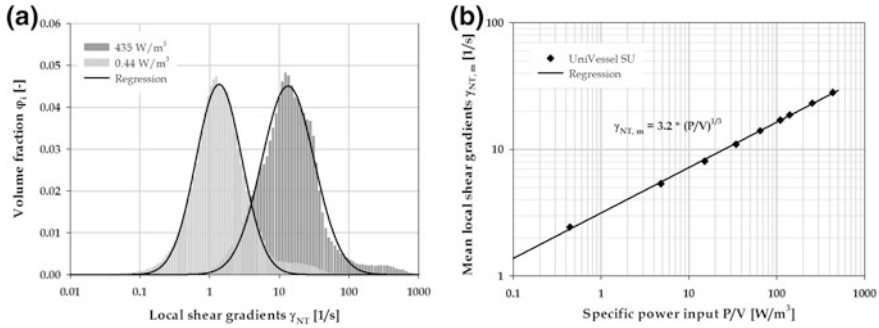 (a)
0.06
0.05
0.04
0.03
0.02
0.01
0.00
Volume fraction φi [-]
435 W/m³
0.44 W/m³
Regression
0.01 0.1 1 10 100 1000
Local shear gradients γNT [1/s]
(b)
100
10
1
Mean local shear gradients γNT, m [1/s]
UniVessel SU
Regression
γNT, m = 3.2 * (P/V)^1/3
0.1 1 10 100 1000
Specific power input P/V [W/m³]